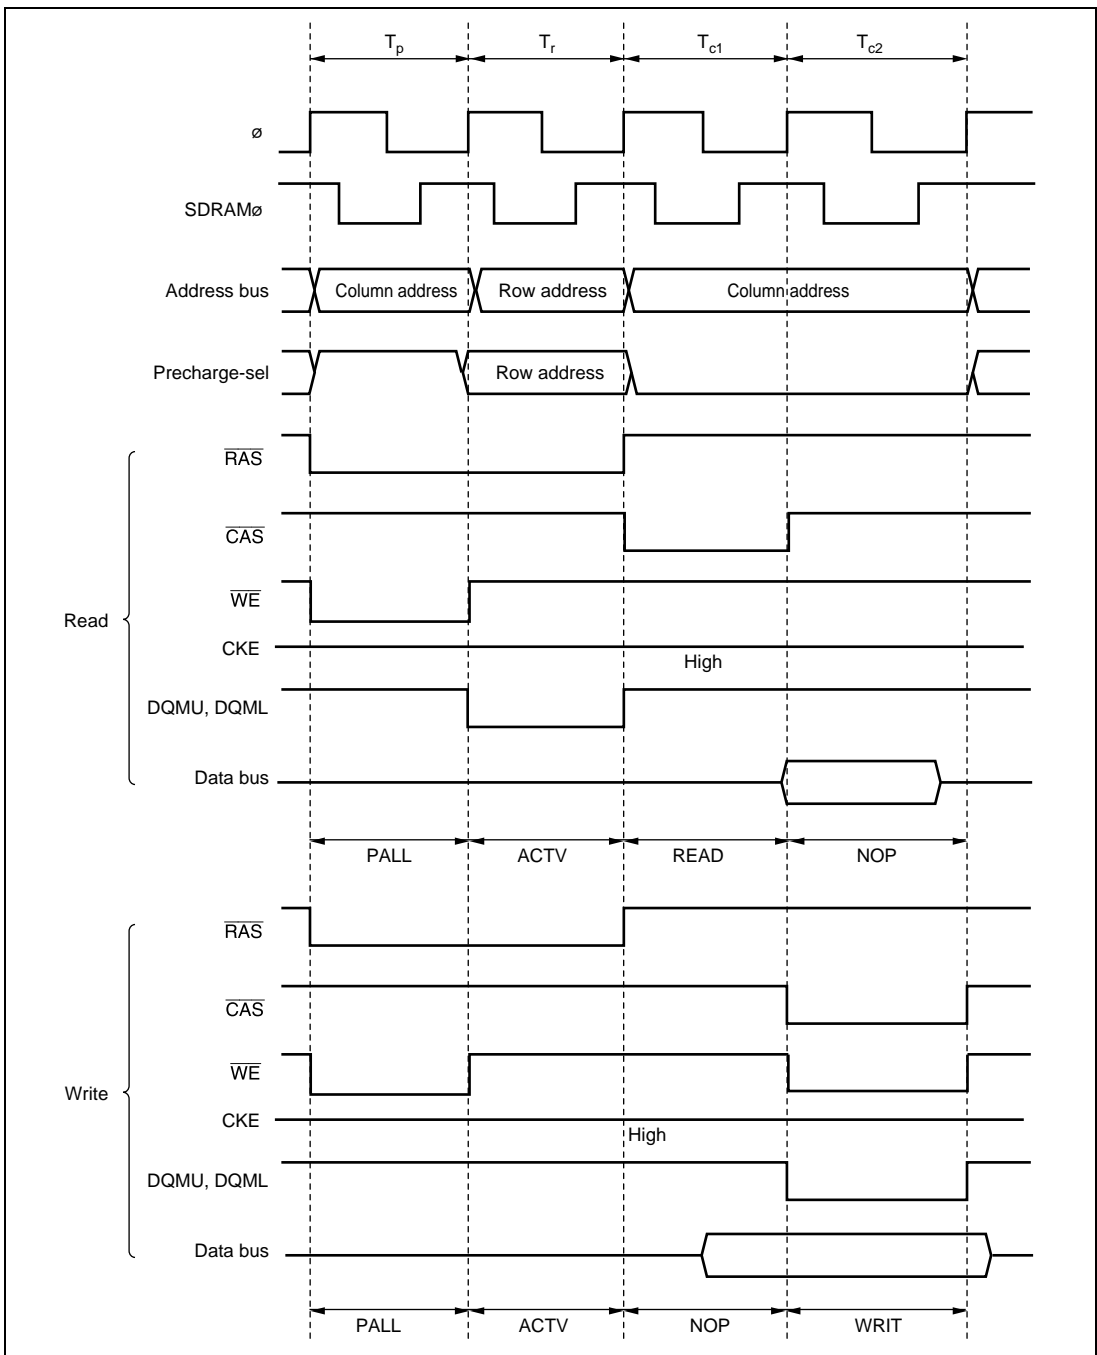 Tp Tr Tc1 Tc2
ø
SDRAMø
Address bus Column address Row address Column address
Precharge-sel Row address
RAS
CAS
WE
Read
CKE
High
DQMU, DQML
Data bus
PALL ACTV READ NOP
RAS
CAS
WE
Write
CKE
High
DQMU, DQML
Data bus
PALL ACTV NOP WRIT